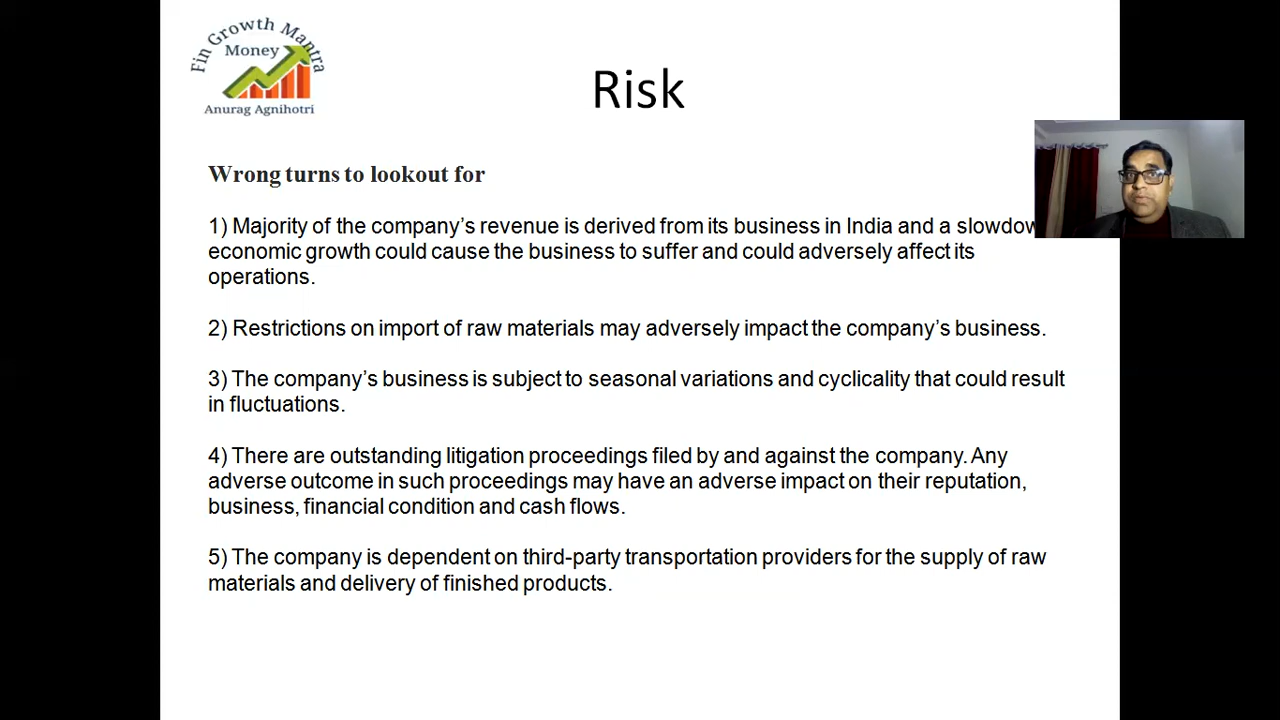 Fin Growth Mantra
Money
Anurag Agnihotri
Risk
Wrong turns to lookout for
1) Majority of the company's revenue is derived from its business in India and a
economic growth could cause the business to suffer and could adversely affect its
operations.
2) Restrictions on import of raw materials may adversely impact the company's business.
3) The company's business is subject to seasonal variations and cyclicality that could result
in fluctuations.
4) There are outstanding litigation proceedings filed by and against the company. Any
adverse outcome in such proceedings may have an adverse impact on their reputation,
business, financial condition and cash flows.
5) The company is dependent on third-party transportation providers for the supply of raw
materials and delivery of finished products.